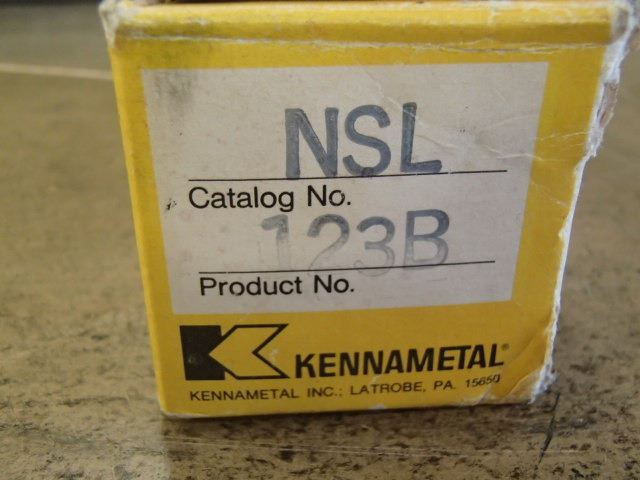 NSL
Catalog No.
123B
Product No.
KENNAMETAL®
KENNAMETAL INC.; LATROBE, PA. 15650